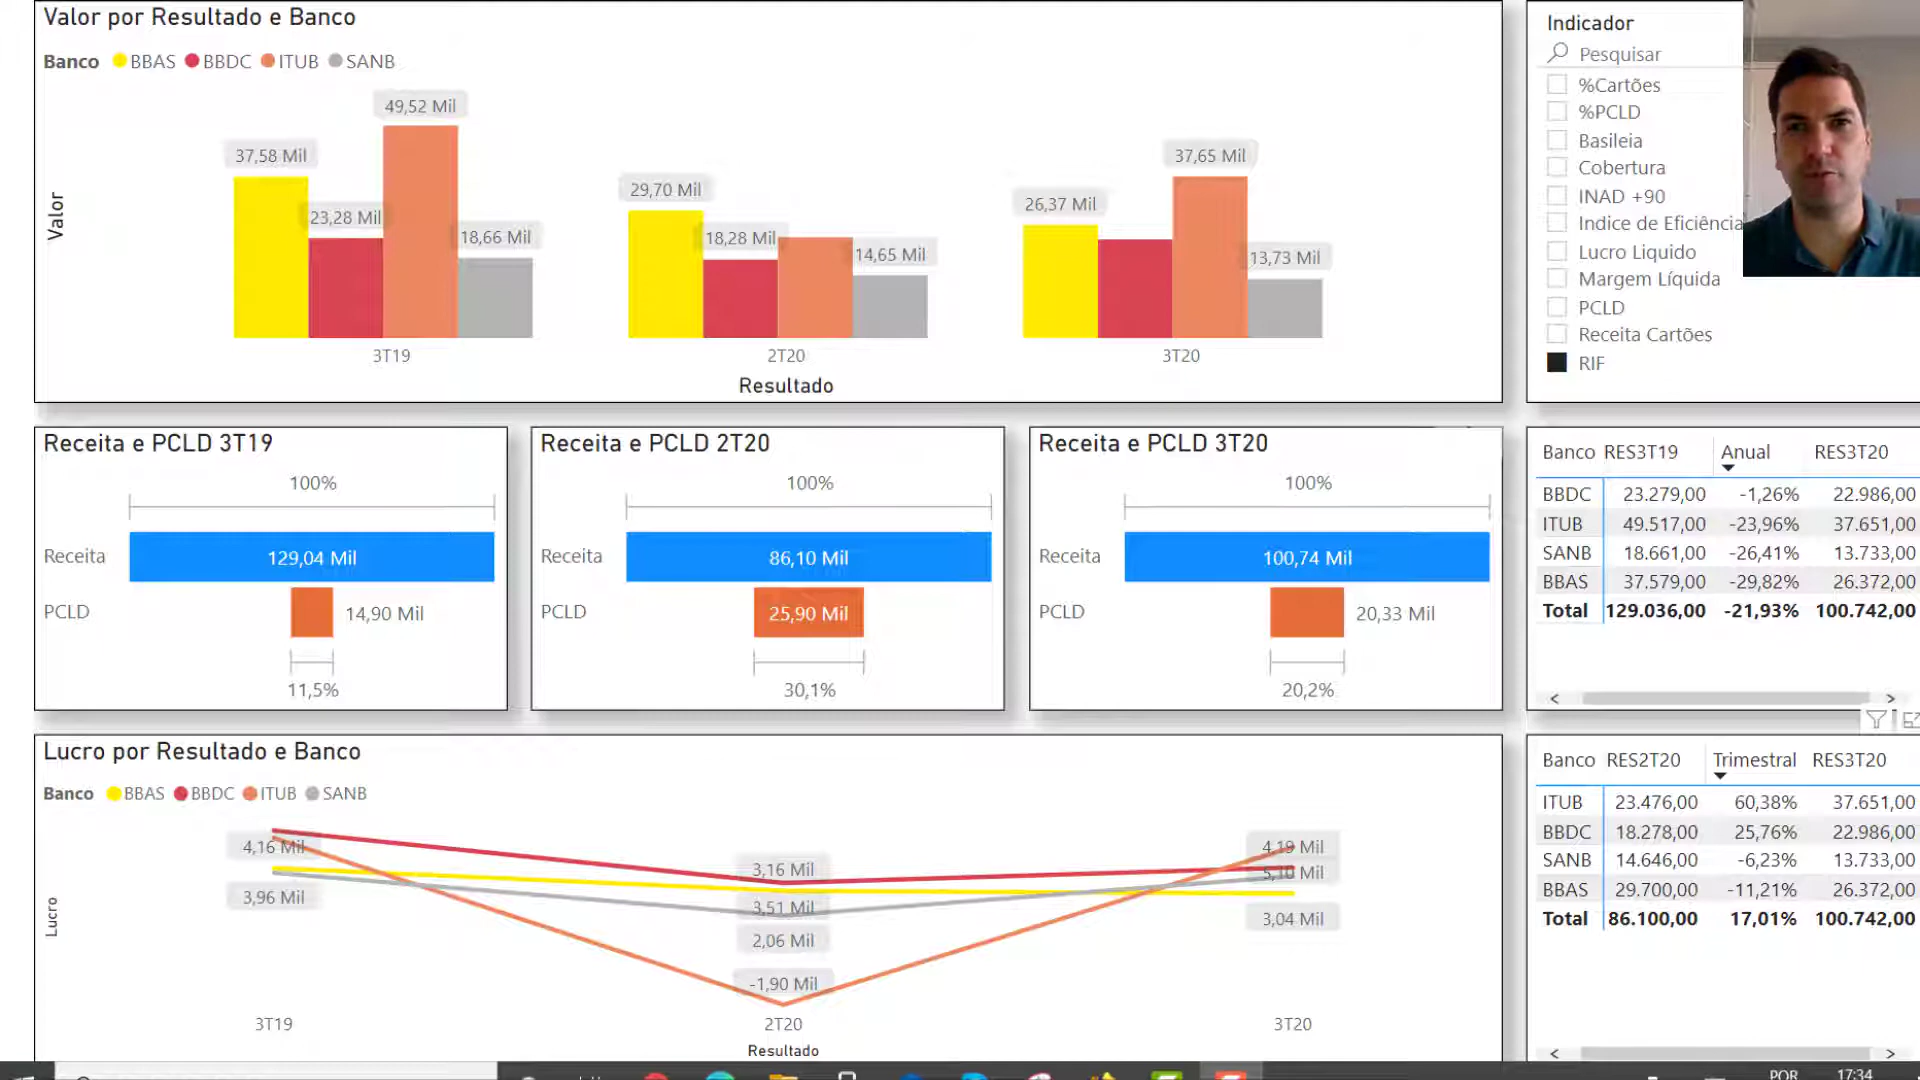 Valor por Resultado e Banco
Banco BBAS BBDC ITUB SANB
Valor
37,58 Mil
23,28 Mil
49,52 Mil
18,66 Mil
29,70 Mil
18,28 Mil
14,65 Mil
26,37 Mil
37,65 Mil
13,73 Mil
3T19 2T20 3T20
Resultado
Indicador
Pesquisar
%Cartões
%PCLD
Basileia
Cobertura
INAD +90
Indice de Eficiência
Lucro Liquido
Margem Líquida
PCLD
Receita Cartões
RIF
Receita e PCLD 3T19
100%
Receita 129,04 Mil
PCLD 14,90 Mil
11,5%
Receita e PCLD 2T20
100%
Receita 86,10 Mil
PCLD 25,90 Mil
30,1%
Receita e PCLD 3T20
100%
Receita 100,74 Mil
PCLD 20,33 Mil
20,2%
Banco RES3T19 Anual RES3T20
BBDC 23.279,00 -1,26% 22.986,00
ITUB 49.517,00 -23,96% 37.651,00
SANB 18.661,00 -26,41% 13.733,00
BBAS 37.579,00 -29,82% 26.372,00
Total 129.036,00 -21,93% 100.742,00
Lucro por Resultado e Banco
Banco BBAS BBDC ITUB SANB
Lucro
4,16 Mil
3,96 Mil
3,16 Mil
3,51 Mil
2,06 Mil
-1,90 Mil
4,19 Mil
5,10 Mil
3,04 Mil
3T19 2T20 3T20
Resultado
Banco RES2T20 Trimestral RES3T20
ITUB 23.476,00 60,38% 37.651,00
BBDC 18.278,00 25,76% 22.986,00
SANB 14.646,00 -6,23% 13.733,00
BBAS 29.700,00 -11,21% 26.372,00
Total 86.100,00 17,01% 100.742,00
POR 17:34